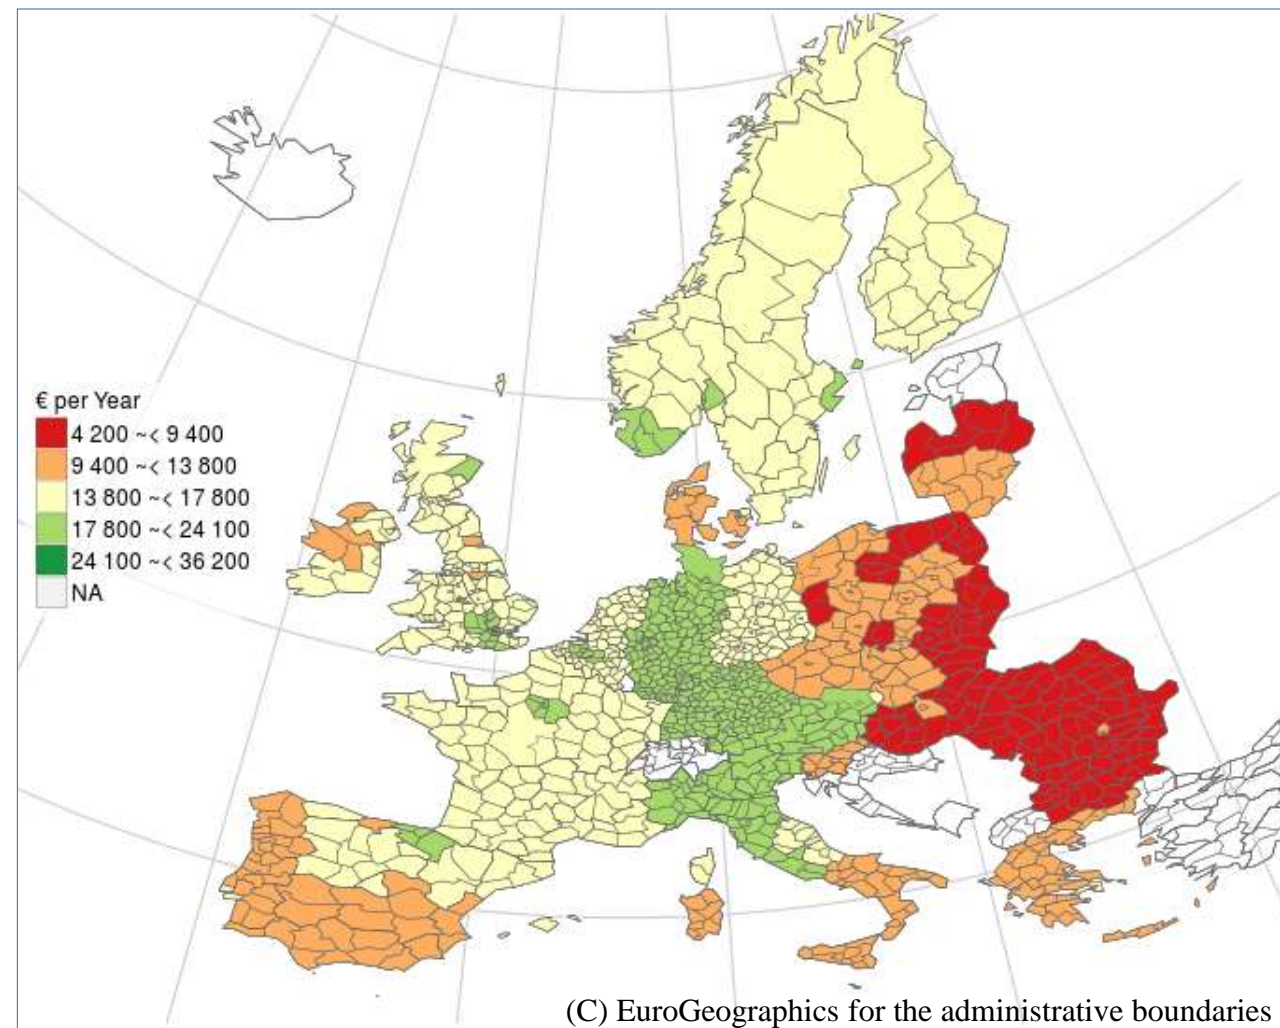 € per Year
4 200 ~< 9 400
9 400 ~< 13 800
13 800 ~< 17 800
17 800 ~< 24 100
24 100 ~< 36 200
NA
(C) EuroGeographics for the administrative boundaries